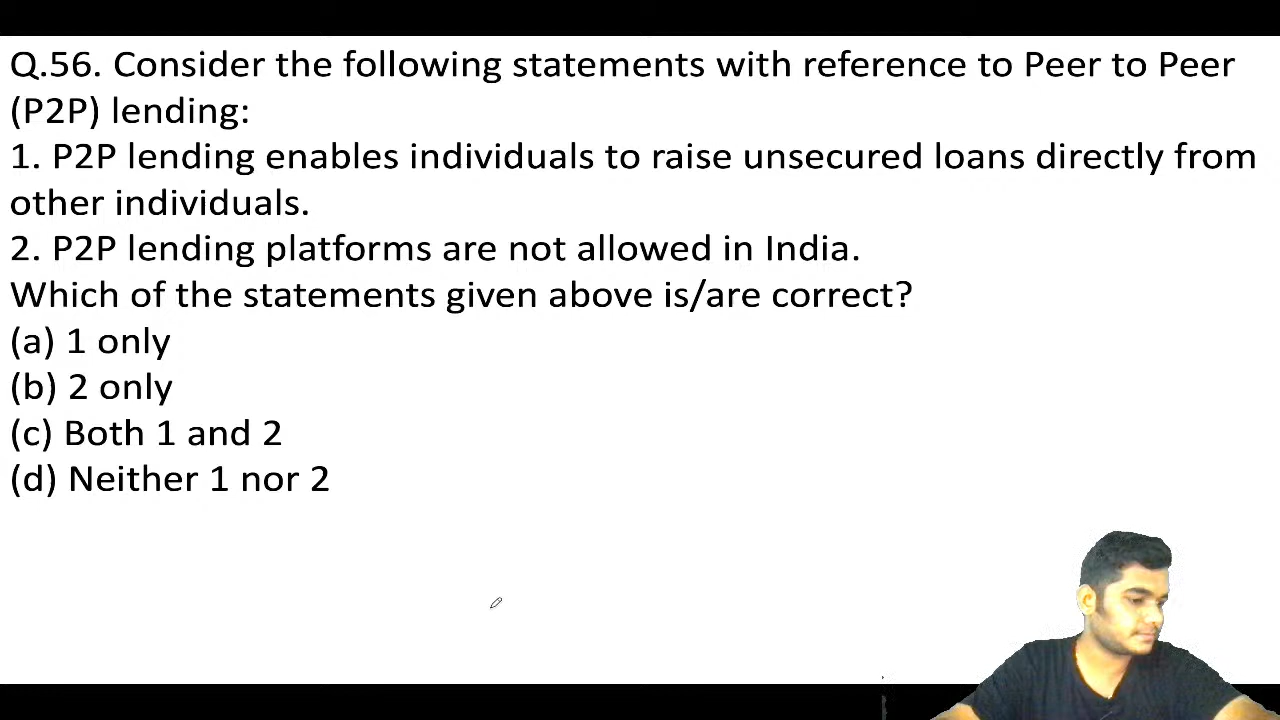 Q.56. Consider the following statements with reference to Peer to Peer
(P2P) lending:
1. P2P lending enables individuals to raise unsecured loans directly from
other individuals.
2. P2P lending platforms are not allowed in India.
Which of the statements given above is/are correct?
(a) 1 only
(b) 2 only
(c) Both 1 and 2
(d) Neither 1 nor 2